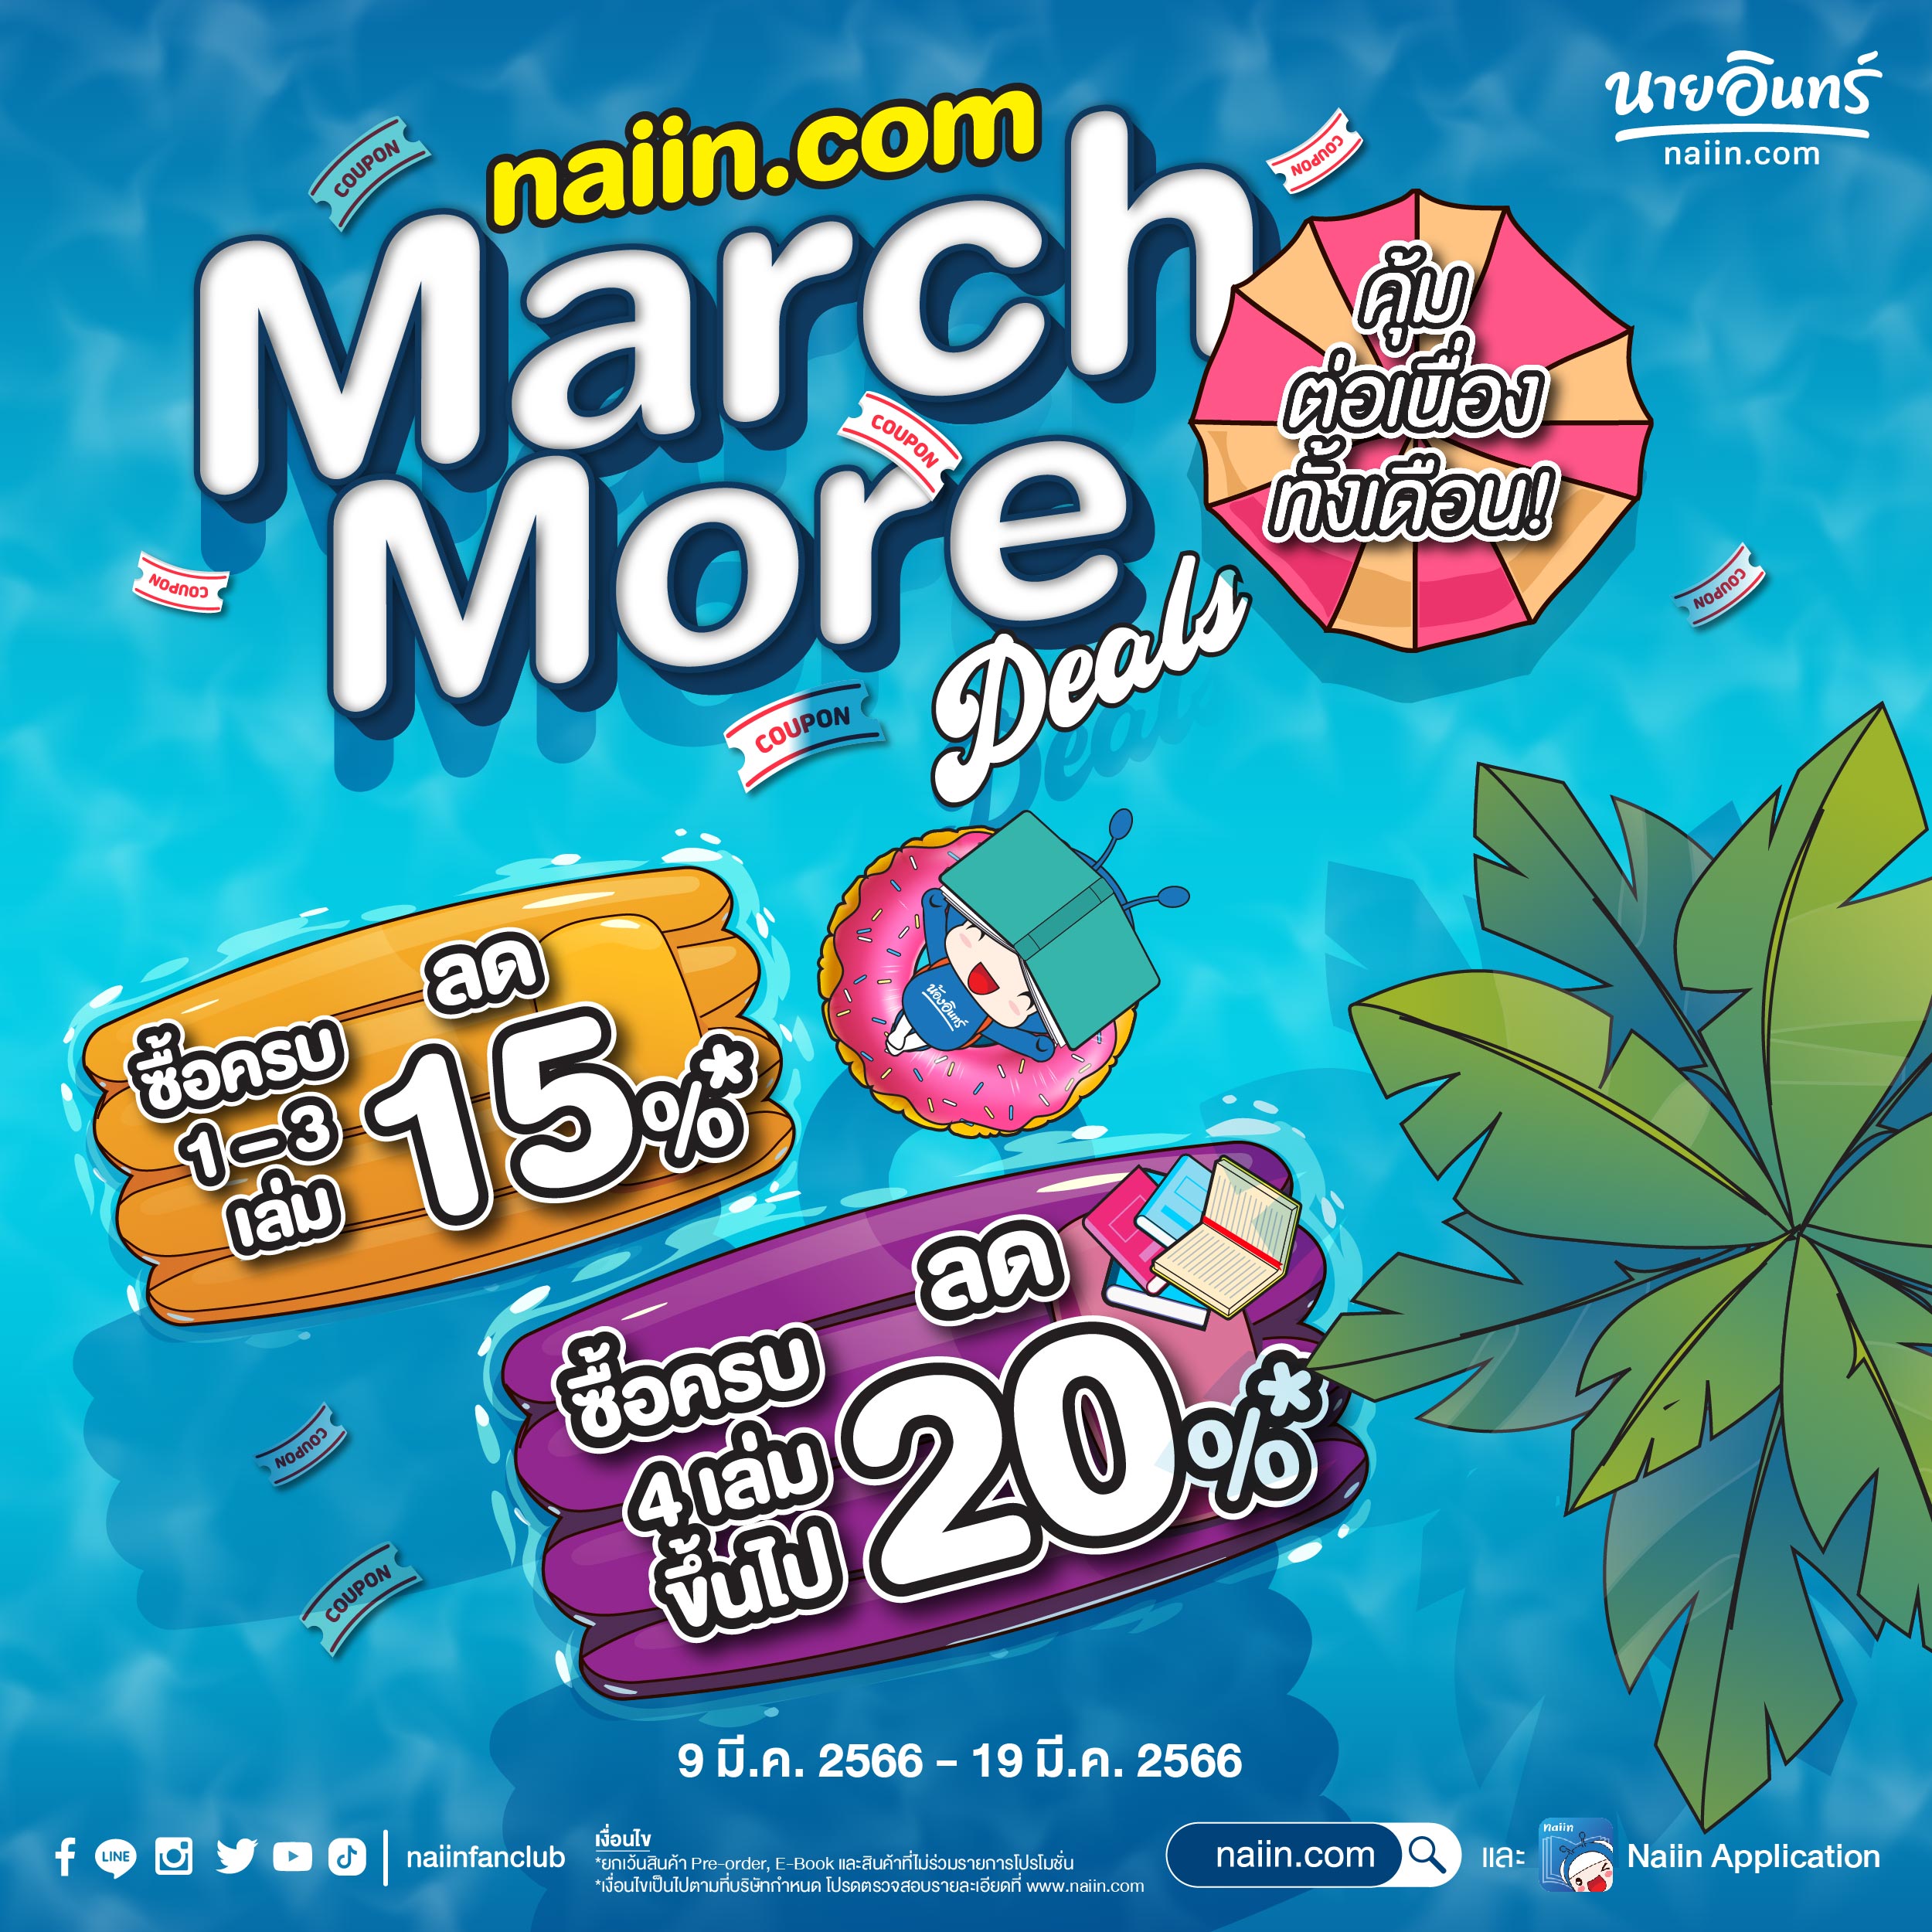 นายอินทร์
naiin.com
naiin.com
March
More
Deals
คุ้ม
ต่อเนื่อง
ทั้งเดือน!
COUPON
COUPON
COUPON
COUPON
COUPON
COUPON
COUPON
COUPON
น้องอินทร์
ซื้อครบ
1-3
เล่ม
ลด
15%*
ซื้อครบ
4 เล่ม
ขึ้นไป
ลด
20%*
9 มี.ค. 2566 - 19 มี.ค. 2566
LINE
naiinfanclub
เงื่อนไข
*ยกเว้นสินค้า Pre-order, E-Book และสินค้าที่ไม่ร่วมรายการโปรโมชั่น
*เงื่อนไขเป็นไปตามที่บริษัทกำหนด โปรดตรวจสอบรายละเอียดที่ www.naiin.com
naiin.com
และ
naiin
Naiin Application